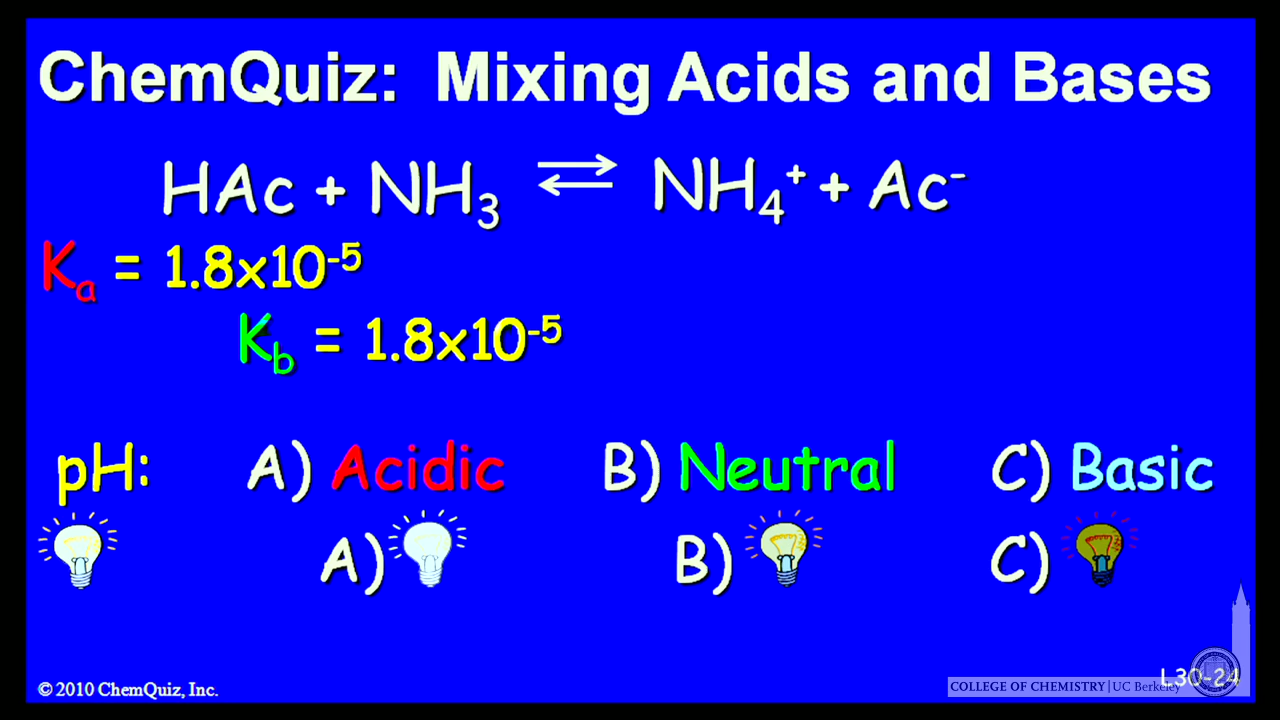 ChemQuiz: Mixing Acids and Bases
HAc + NH₃ ⇄ NH₄⁺ + Ac⁻
Kₐ = 1.8x10⁻⁵
K_b = 1.8x10⁻⁵
pH: A) Acidic B) Neutral C) Basic
A) B) C)
© 2010 ChemQuiz, Inc.
L30-24
COLLEGE OF CHEMISTRY | UC Berkeley